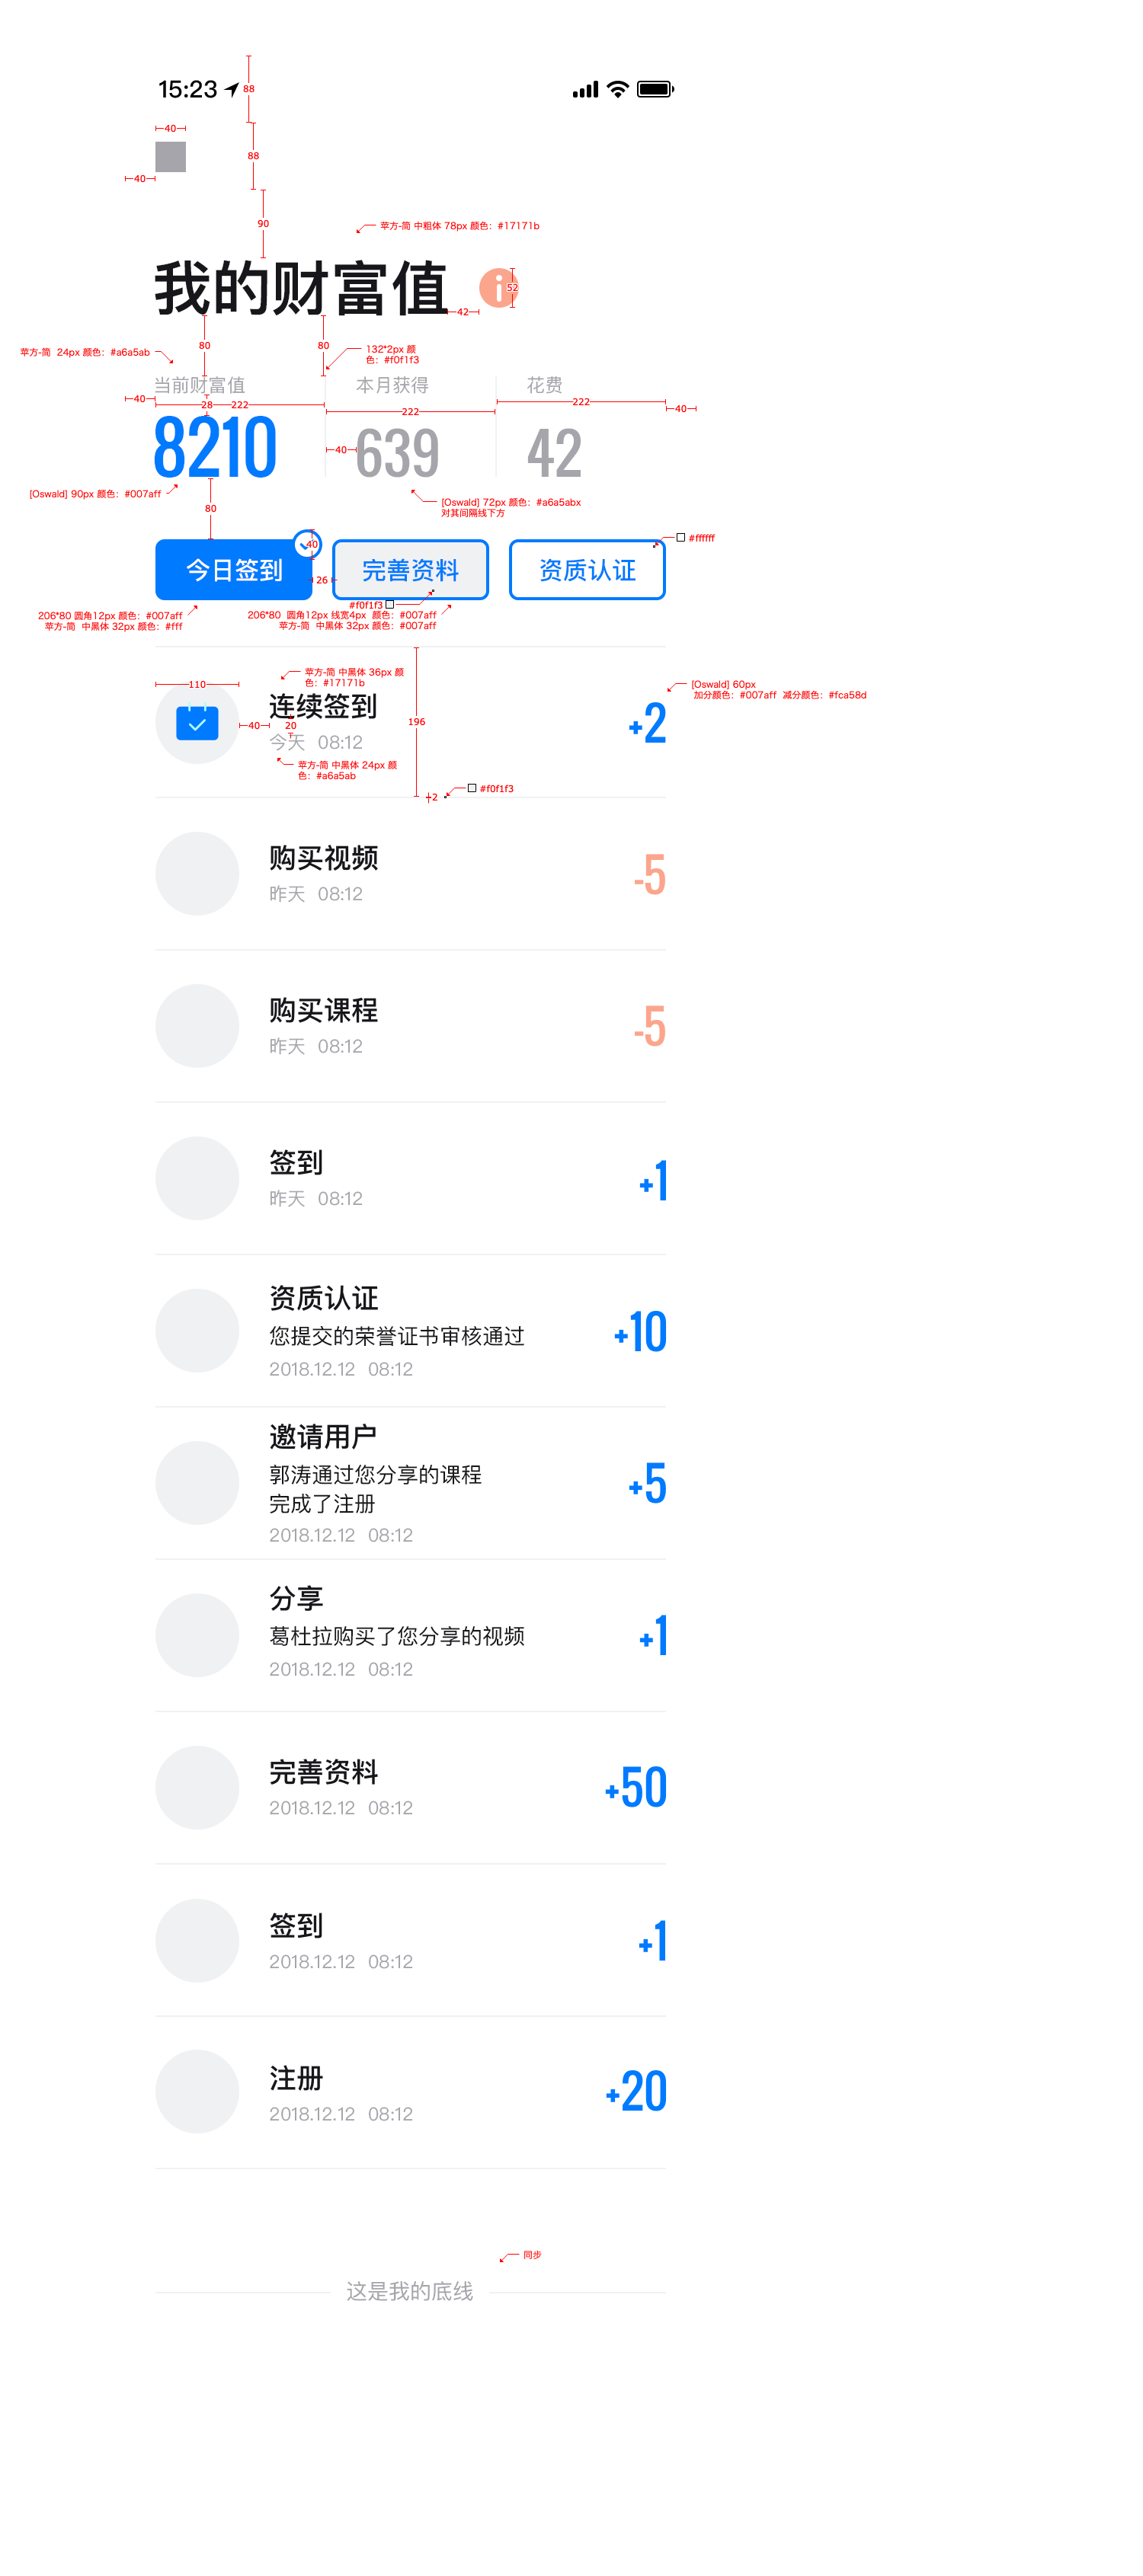 15:23
88
40
88
40
90
苹方-简 中粗体 78px 颜色：#17171b
我的财富值
52
42
80
80
132*2px 颜
色：#f0f1f3
苹方-简 24px 颜色：#a6a5ab
当前财富值
本月获得
花费
40
28
222
222
222
40
8210
40
639
42
[Oswald] 90px 颜色：#007aff
[Oswald] 72px 颜色：#a6a5abx
对其间隔线下方
80
#ffffff
40
今日签到
26
完善资料
资质认证
#f0f1f3
206*80 圆角12px 颜色：#007aff
苹方-简 中黑体 32px 颜色：#fff
206*80 圆角12px 线宽4px 颜色：#007aff
苹方-简 中黑体 32px 颜色：#007aff
苹方-简 中黑体 36px 颜
色：#17171b
110
[Oswald] 60px
加分颜色：#007aff 减分颜色：#fca58d
连续签到
+2
40
20
196
今天 08:12
苹方-简 中黑体 24px 颜
色：#a6a5ab
2
#f0f1f3
购买视频
-5
昨天 08:12
购买课程
-5
昨天 08:12
签到
+1
昨天 08:12
资质认证
您提交的荣誉证书审核通过
+10
2018.12.12 08:12
邀请用户
郭涛通过您分享的课程
+5
完成了注册
2018.12.12 08:12
分享
葛杜拉购买了您分享的视频
+1
2018.12.12 08:12
完善资料
+50
2018.12.12 08:12
签到
+1
2018.12.12 08:12
注册
+20
2018.12.12 08:12
同步
这是我的底线